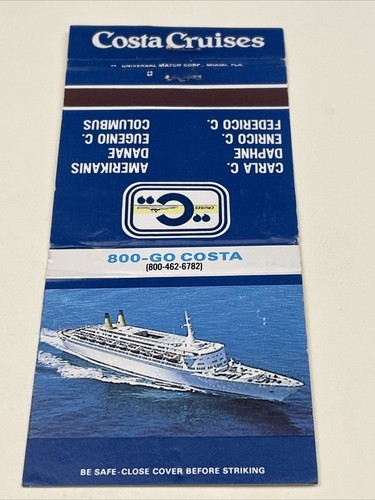 Costa Cruises
UNIVERSAL MATCH CORP., MIAMI, FLA.
CARLA C. AMERIKANIS
DAPHNE DANAE
ENRICO C. EUGENIO C.
FEDERICO C. COLUMBUS
"C"
CRUISES
800-GO COSTA
(800-462-6782)
BE SAFE-CLOSE COVER BEFORE STRIKING